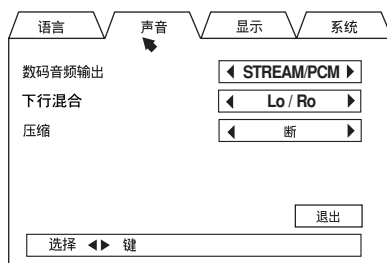 语言 声音 显示 系统
数码音频输出 ◀ STREAM/PCM ▶
下行混合 ◀ Lo / Ro ▶
压缩 ◀ 断 ▶
退出
选择 ◀▶ 键